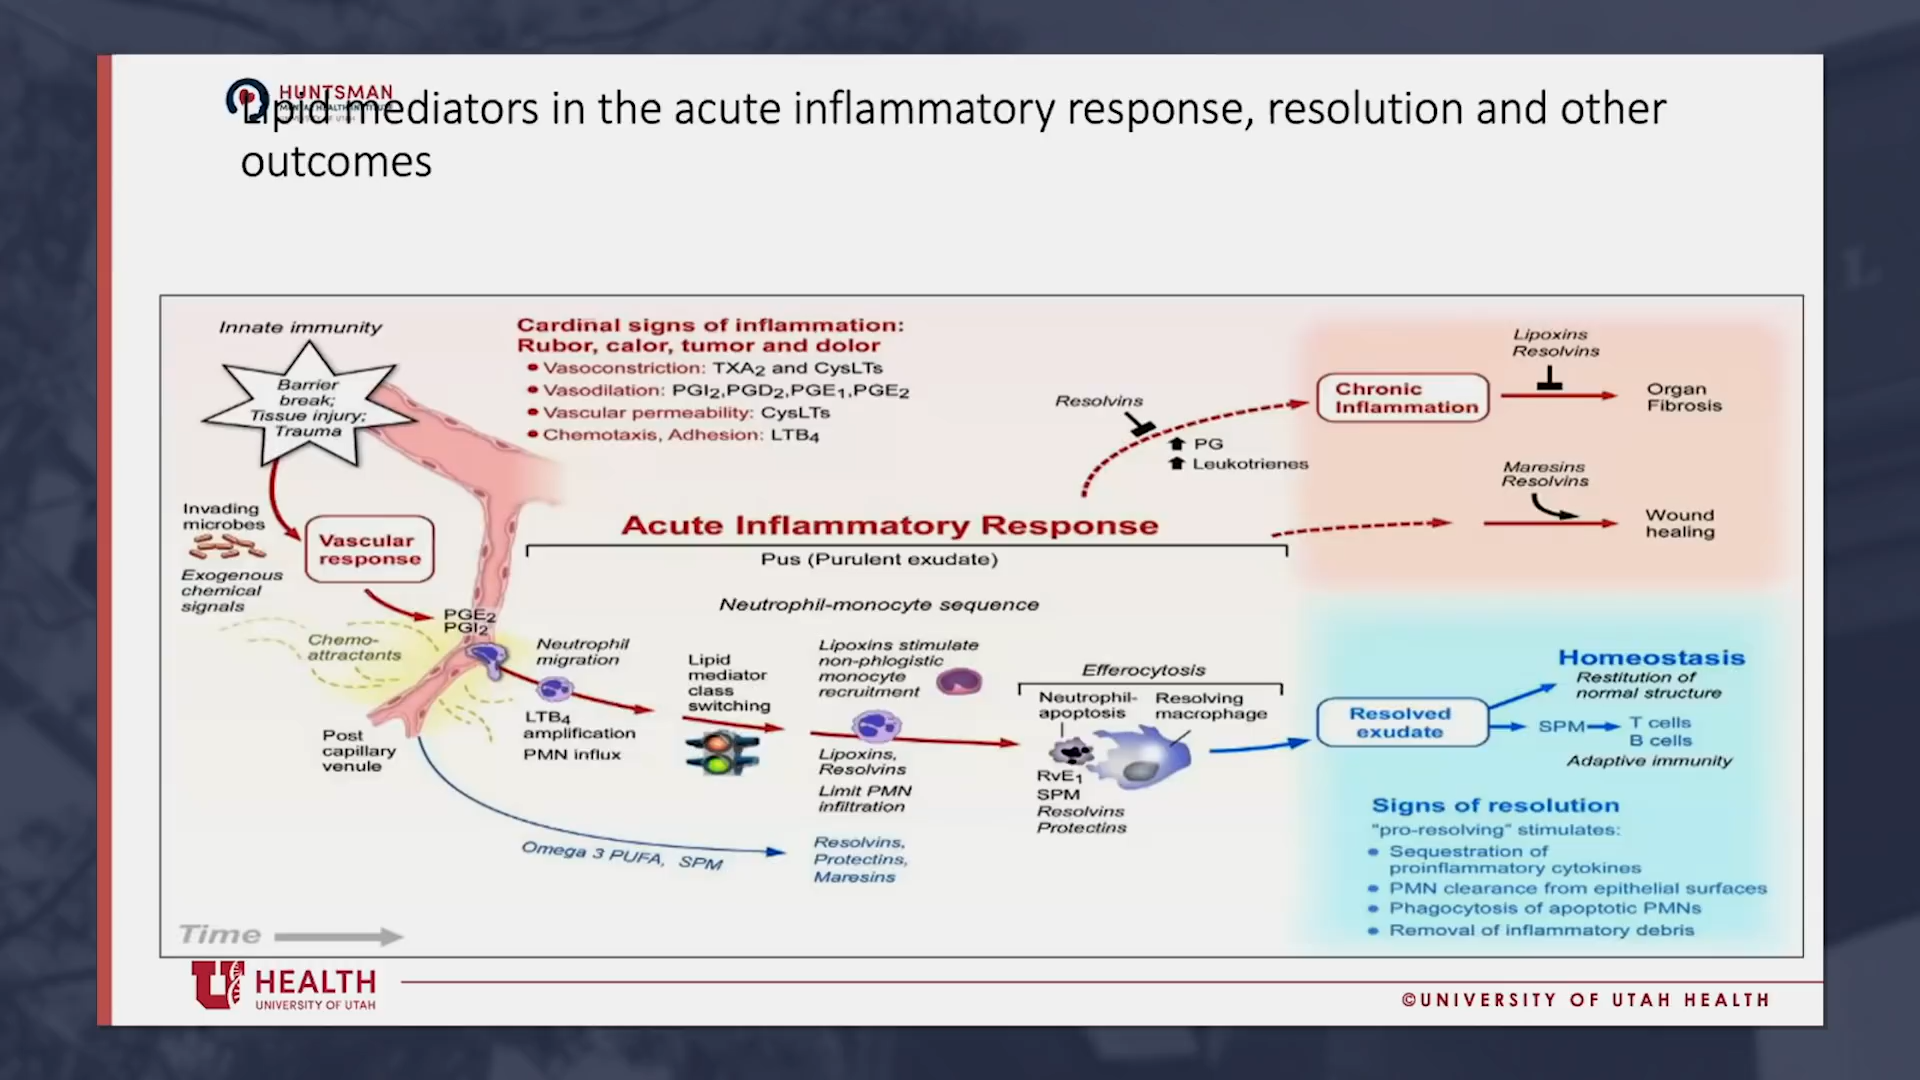 HUNTSMAN
MENTAL HEALTH INSTITUTE
UNIVERSITY OF UTAH
Lipid mediators in the acute inflammatory response, resolution and other
outcomes
Innate immunity
Barrier
break;
Tissue injury;
Trauma
Cardinal signs of inflammation:
Rubor, calor, tumor and dolor
• Vasoconstriction: TXA2 and CysLTs
• Vasodilation: PGI2,PGD2,PGE1,PGE2
• Vascular permeability: CysLTs
• Chemotaxis, Adhesion: LTB4
Resolvins
PG
Leukotrienes
Chronic
Inflammation
Lipoxins
Resolvins
Organ
Fibrosis
Maresins
Resolvins
Wound
healing
Invading
microbes
Exogenous
chemical
signals
Vascular
response
Acute Inflammatory Response
Pus (Purulent exudate)
Neutrophil-monocyte sequence
PGE2
PGI2
Chemo-
attractants
Post
capillary
venule
Neutrophil
migration
LTB4
amplification
PMN influx
Lipid
mediator
class
switching
Lipoxins stimulate
non-phlogistic
monocyte
recruitment
Lipoxins,
Resolvins
Limit PMN
infiltration
Efferocytosis
Neutrophil-
apoptosis
Resolving
macrophage
RvE1
SPM
Resolvins
Protectins
Omega 3 PUFA, SPM
Resolvins,
Protectins,
Maresins
Resolved
exudate
Homeostasis
Restitution of
normal structure
SPM
T cells
B cells
Adaptive immunity
Signs of resolution
"pro-resolving" stimulates:
• Sequestration of
proinflammatory cytokines
• PMN clearance from epithelial surfaces
• Phagocytosis of apoptotic PMNs
• Removal of inflammatory debris
Time
U HEALTH
UNIVERSITY OF UTAH
©UNIVERSITY OF UTAH HEALTH